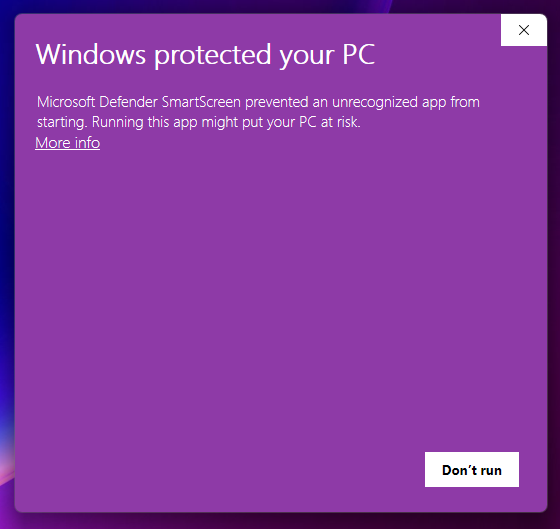 Windows protected your PC
Microsoft Defender SmartScreen prevented an unrecognized app from
starting. Running this app might put your PC at risk.
More info
Don’t run